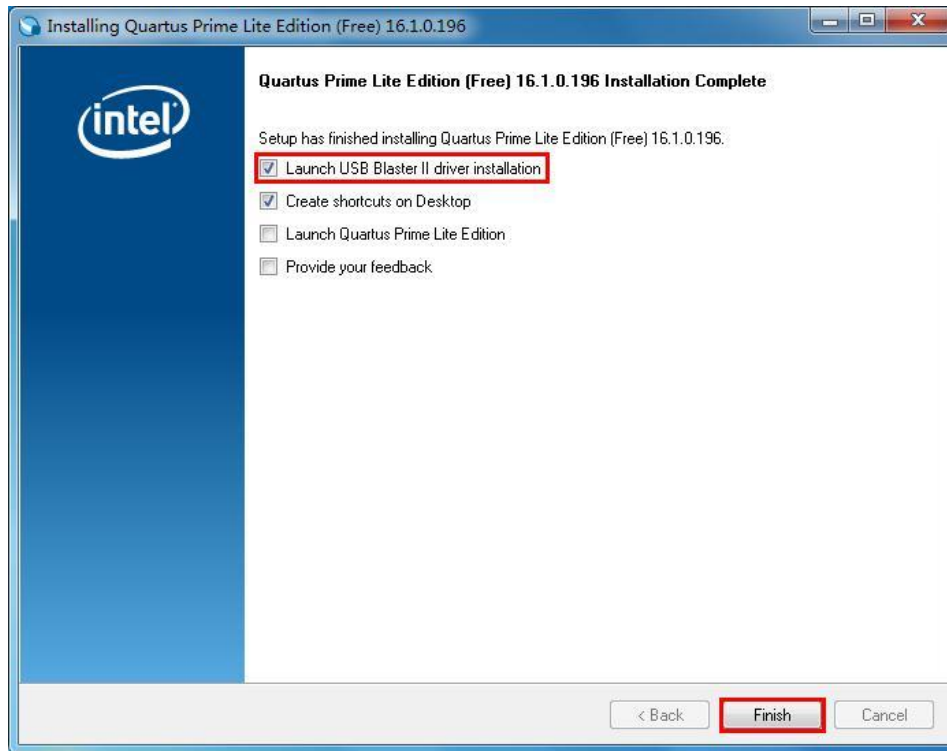 Installing Quartus Prime Lite Edition (Free) 16.1.0.196
intel
Quartus Prime Lite Edition (Free) 16.1.0.196 Installation Complete
Setup has finished installing Quartus Prime Lite Edition (Free) 16.1.0.196.
Launch USB Blaster II driver installation
Create shortcuts on Desktop
Launch Quartus Prime Lite Edition
Provide your feedback
< Back Finish Cancel